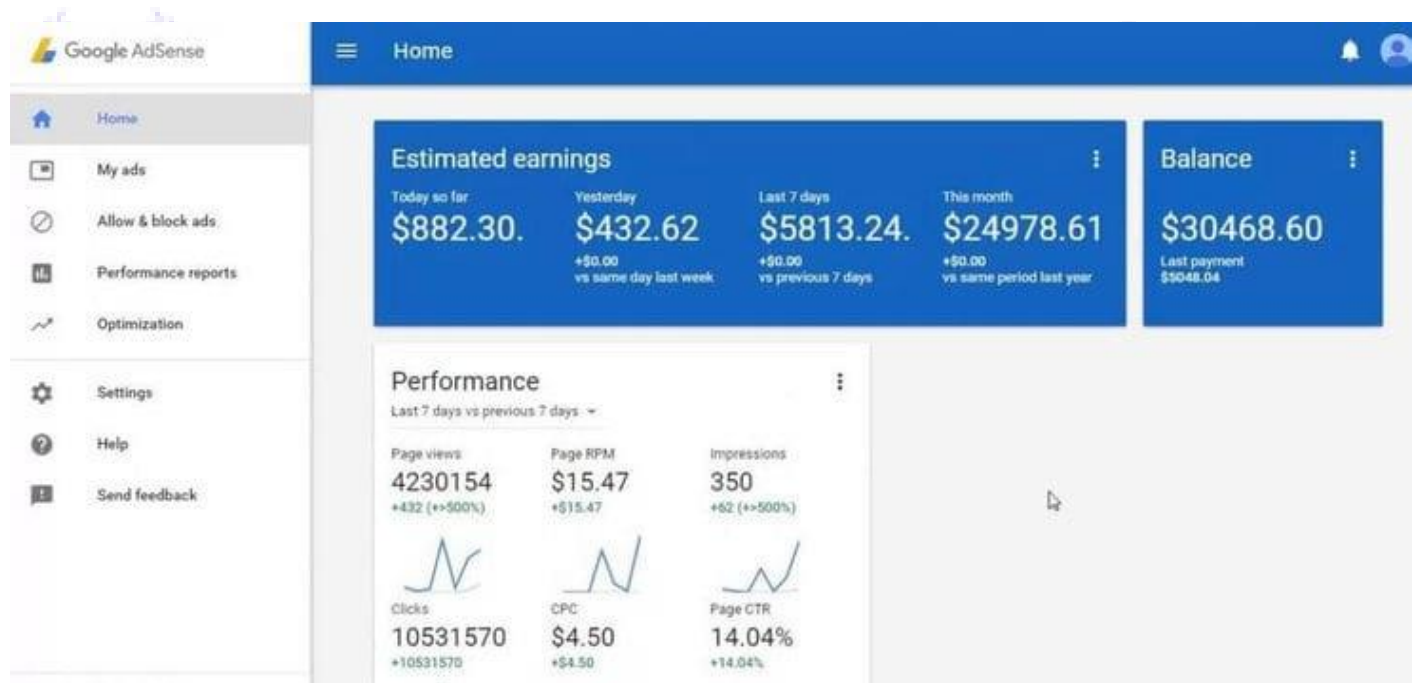 Google AdSense
Home
Home
My ads
Allow & block ads
Performance reports
Optimization
Settings
Help
Send feedback
Estimated earnings
Today so far
$882.30.
Yesterday
$432.62
+$0.00
vs same day last week
Last 7 days
$5813.24.
+$0.00
vs previous 7 days
This month
$24978.61
+$0.00
vs same period last year
Balance
$30468.60
Last payment
$5048.04
Performance
Last 7 days vs previous 7 days
Page views
4230154
+432 (+>500%)
Page RPM
$15.47
+$15.47
Impressions
350
+62 (+>500%)
Clicks
10531570
+10531570
CPC
$4.50
+$4.50
Page CTR
14.04%
+14.04%